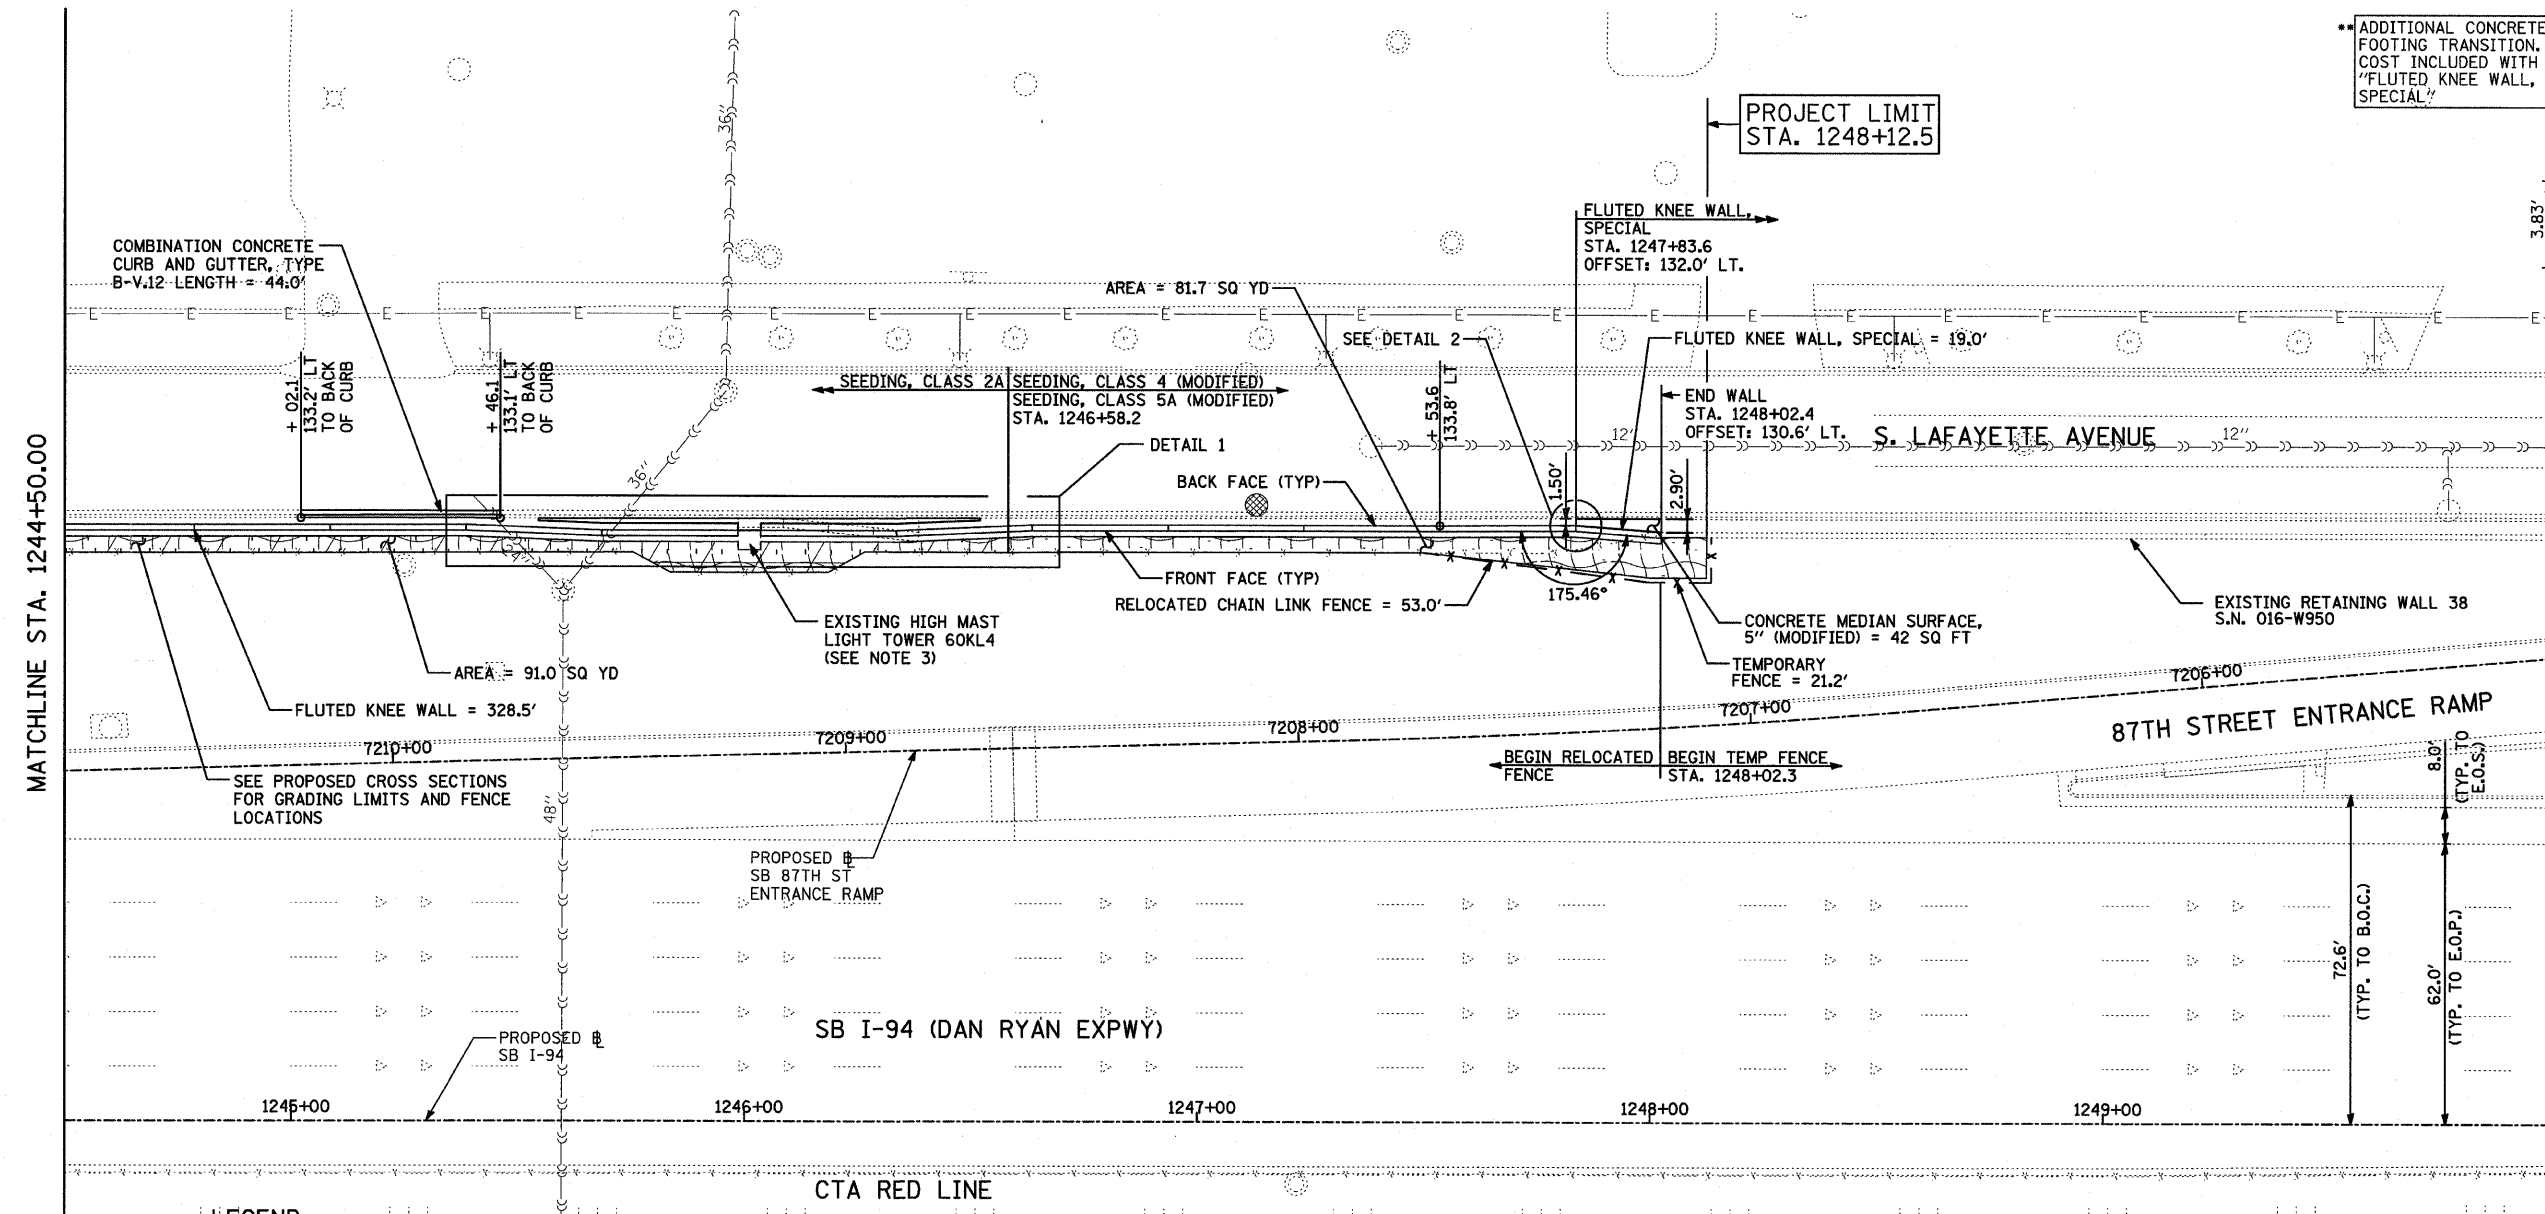 **ADDITIONAL CONCRETE
FOOTING TRANSITION.
COST INCLUDED WITH
"FLUTED KNEE WALL,
SPECIAL"
PROJECT LIMIT
STA. 1248+12.5
36"
3.83'
FLUTED KNEE WALL,
SPECIAL
STA. 1247+83.6
OFFSET: 132.0' LT.
COMBINATION CONCRETE
CURB AND GUTTER, TYPE
B-V.12 LENGTH = 44.0'
AREA = 81.7 SQ YD
E E E E E E E E E E E E E E E E E E E E E E E E E E
SEE DETAIL 2
FLUTED KNEE WALL, SPECIAL = 19.0'
+ 02.1
133.2' LT
TO BACK
OF CURB
+ 46.1
133.1' LT
TO BACK
OF CURB
SEEDING, CLASS 2A
SEEDING, CLASS 4 (MODIFIED)
SEEDING, CLASS 5A (MODIFIED)
STA. 1246+58.2
+ 53.6
133.8' LT
END WALL
STA. 1248+02.4
OFFSET: 130.6' LT.
DETAIL 1
12"
S. LAFAYETTE AVENUE
12"
36"
BACK FACE (TYP)
1.50'
2.90'
54"
MATCHLINE STA. 1244+50.00
FRONT FACE (TYP)
RELOCATED CHAIN LINK FENCE = 53.0'
175.46°
X X X X X X
EXISTING HIGH MAST
LIGHT TOWER 60KL4
(SEE NOTE 3)
CONCRETE MEDIAN SURFACE,
5" (MODIFIED) = 42 SQ FT
EXISTING RETAINING WALL 38
S.N. 016-W950
AREA = 91.0 SQ YD
TEMPORARY
FENCE = 21.2'
FLUTED KNEE WALL = 328.5'
7210+00
7209+00
7208+00
7207+00
7206+00
87TH STREET ENTRANCE RAMP
BEGIN RELOCATED
FENCE
BEGIN TEMP FENCE
STA. 1248+02.3
SEE PROPOSED CROSS SECTIONS
FOR GRADING LIMITS AND FENCE
LOCATIONS
48"
8.0'
(TYP. TO
E.O.S.)
PROPOSED BL
SB 87TH ST
ENTRANCE RAMP
72.6'
(TYP. TO B.O.C.)
62.0'
(TYP. TO E.O.P.)
SB I-94 (DAN RYAN EXPWY)
PROPOSED BL
SB I-94
1245+00
1246+00
1247+00
1248+00
1249+00
CTA RED LINE
LEGEND